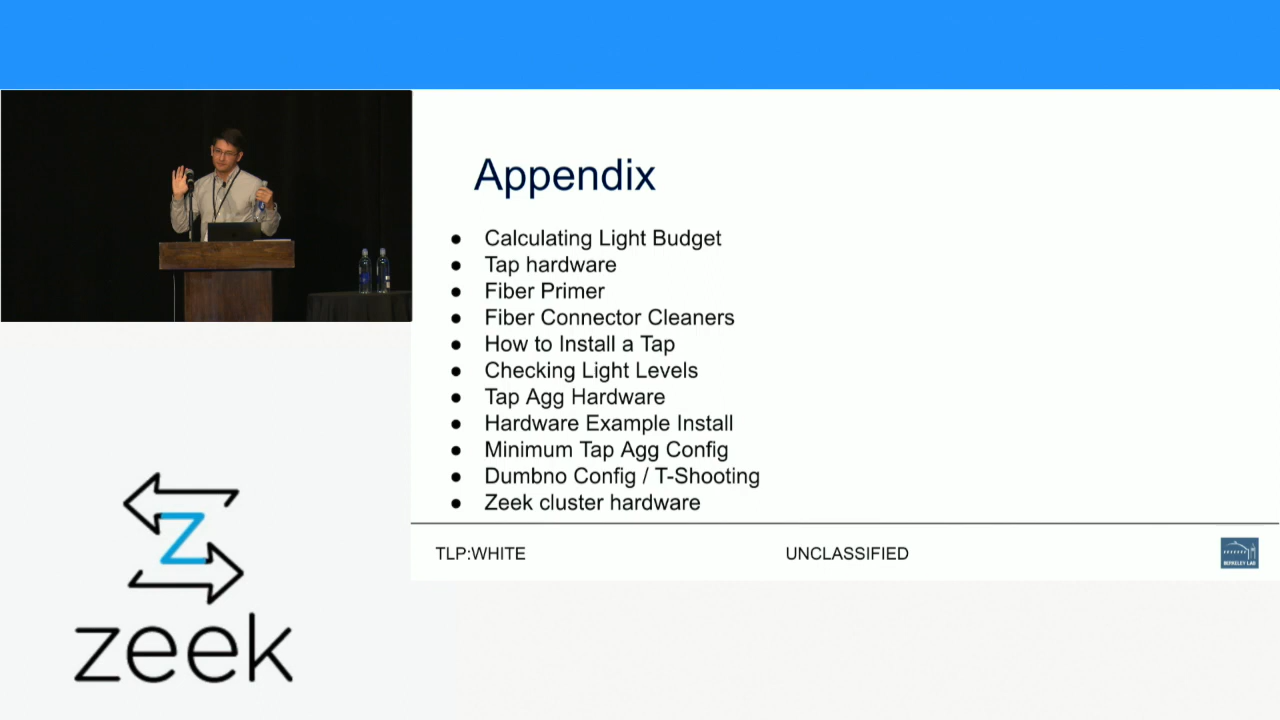 Appendix
● Calculating Light Budget
● Tap hardware
● Fiber Primer
● Fiber Connector Cleaners
● How to Install a Tap
● Checking Light Levels
● Tap Agg Hardware
● Hardware Example Install
● Minimum Tap Agg Config
● Dumbno Config / T-Shooting
● Zeek cluster hardware
TLP:WHITE
UNCLASSIFIED
BERKELEY LAB
Z
zeek